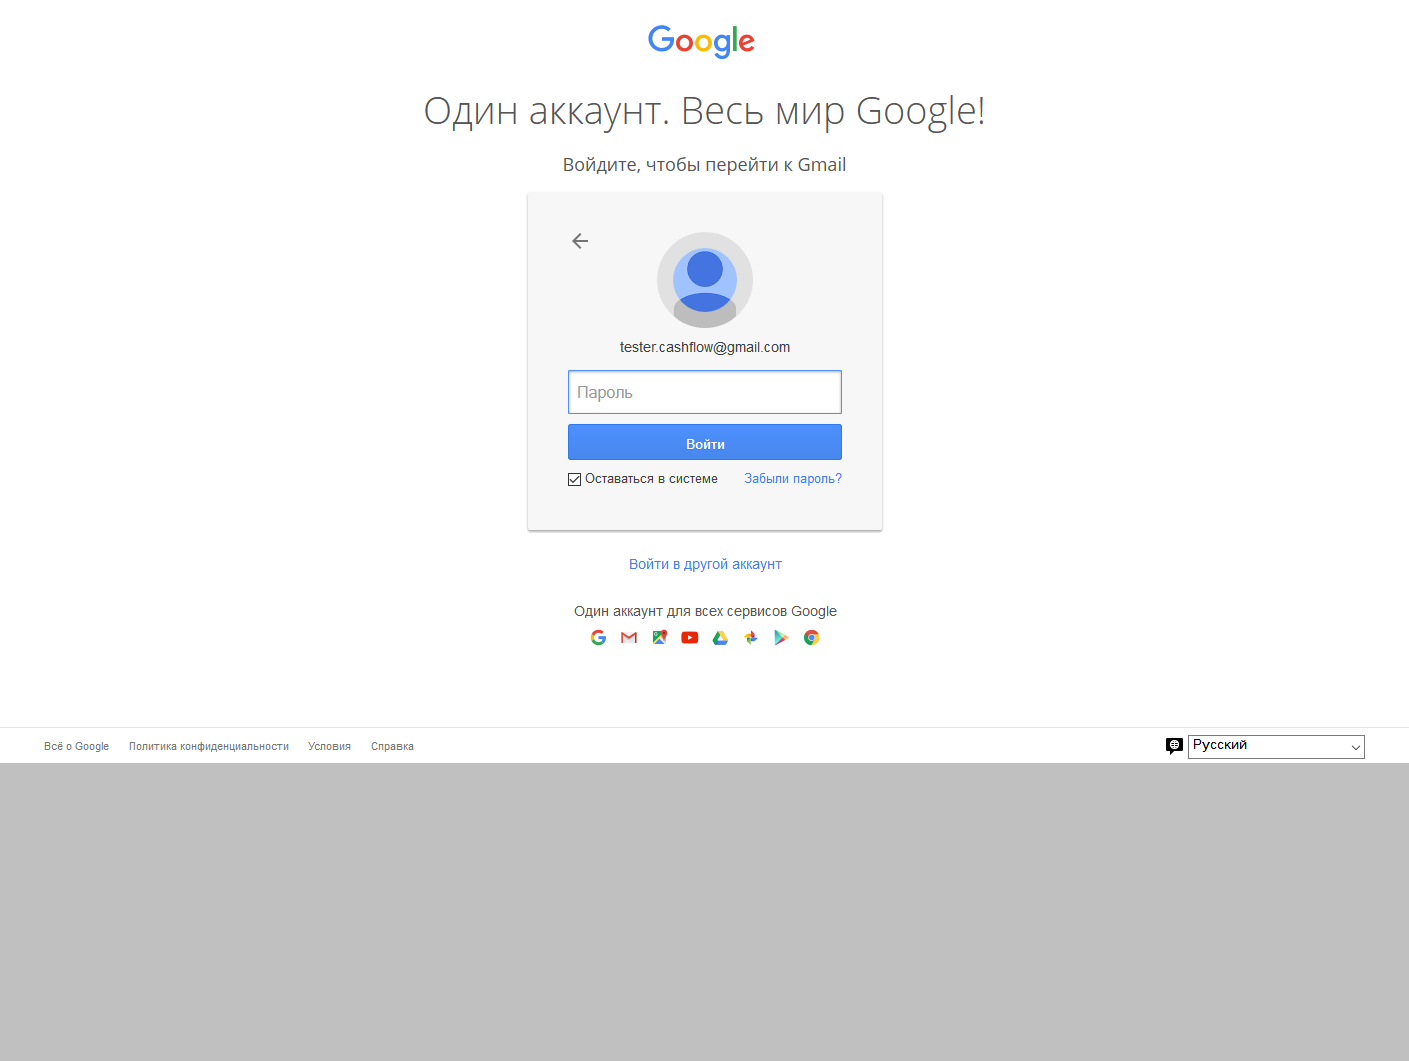 Google
Один аккаунт. Весь мир Google!
Войдите, чтобы перейти к Gmail
tester.cashflow@gmail.com
Пароль
Войти
Оставаться в системе Забыли пароль?
Войти в другой аккаунт
Один аккаунт для всех сервисов Google
Всё о Google Политика конфиденциальности Условия Справка Русский